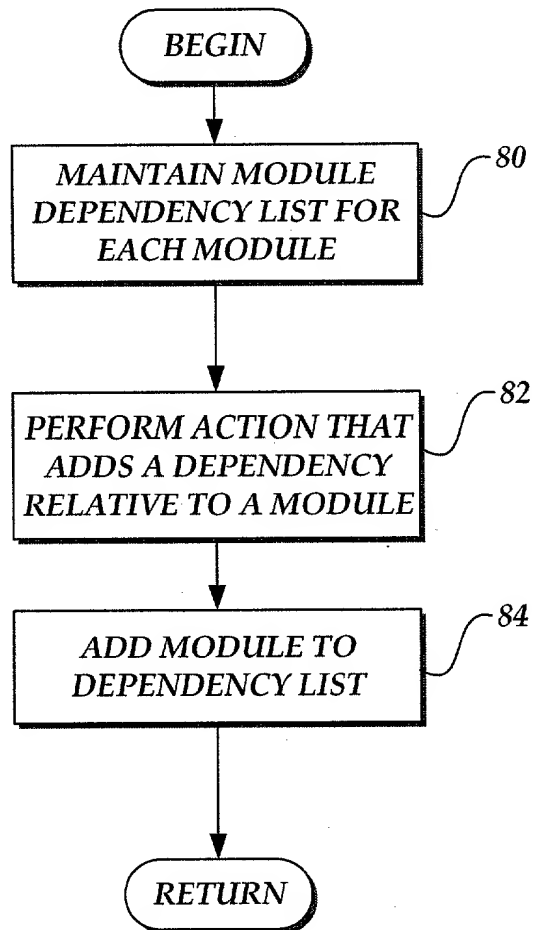 BEGIN
MAINTAIN MODULE
DEPENDENCY LIST FOR
EACH MODULE
80
PERFORM ACTION THAT
ADDS A DEPENDENCY
RELATIVE TO A MODULE
82
ADD MODULE TO
DEPENDENCY LIST
84
RETURN